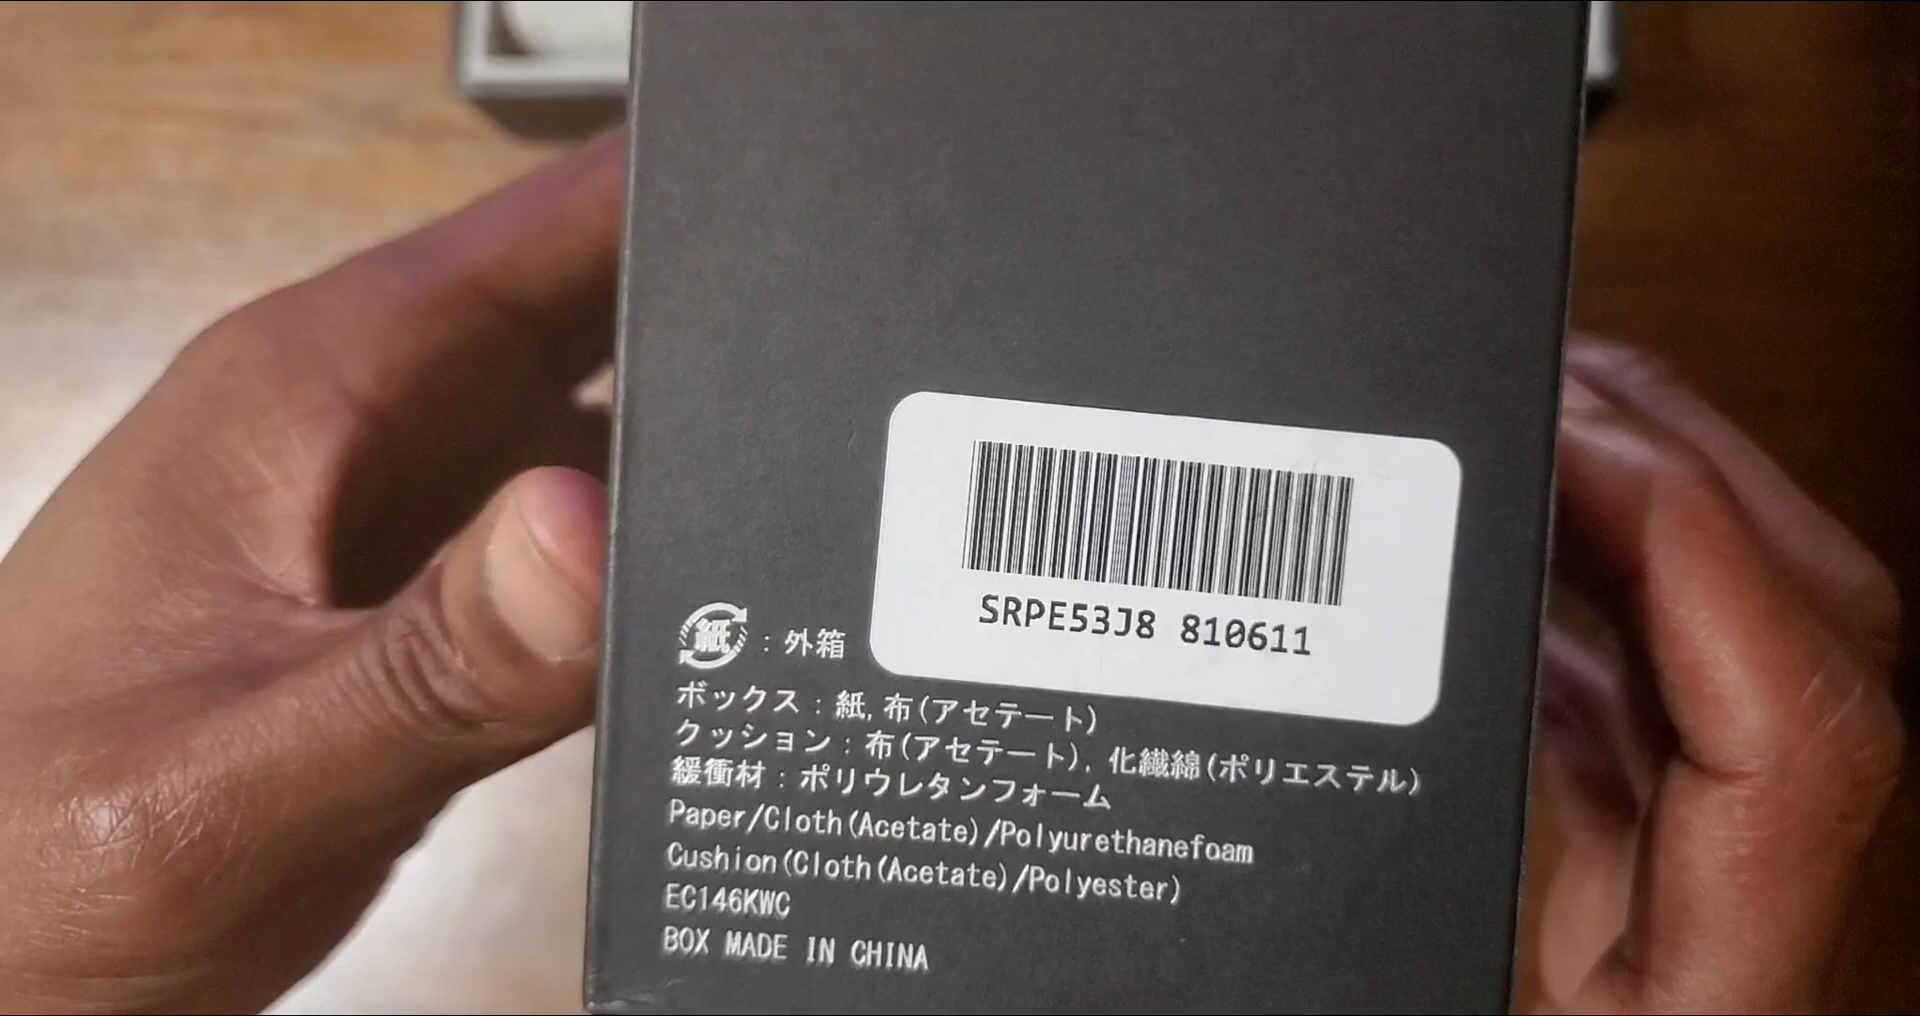 SRPE53J8 810611
紙 : 外箱
ボックス : 紙, 布(アセテート)
クッション : 布(アセテート), 化繊綿(ポリエステル)
緩衝材 : ポリウレタンフォーム
Paper/Cloth(Acetate)/Polyurethanefoam
Cushion(Cloth(Acetate)/Polyester)
EC146KWC
BOX MADE IN CHINA